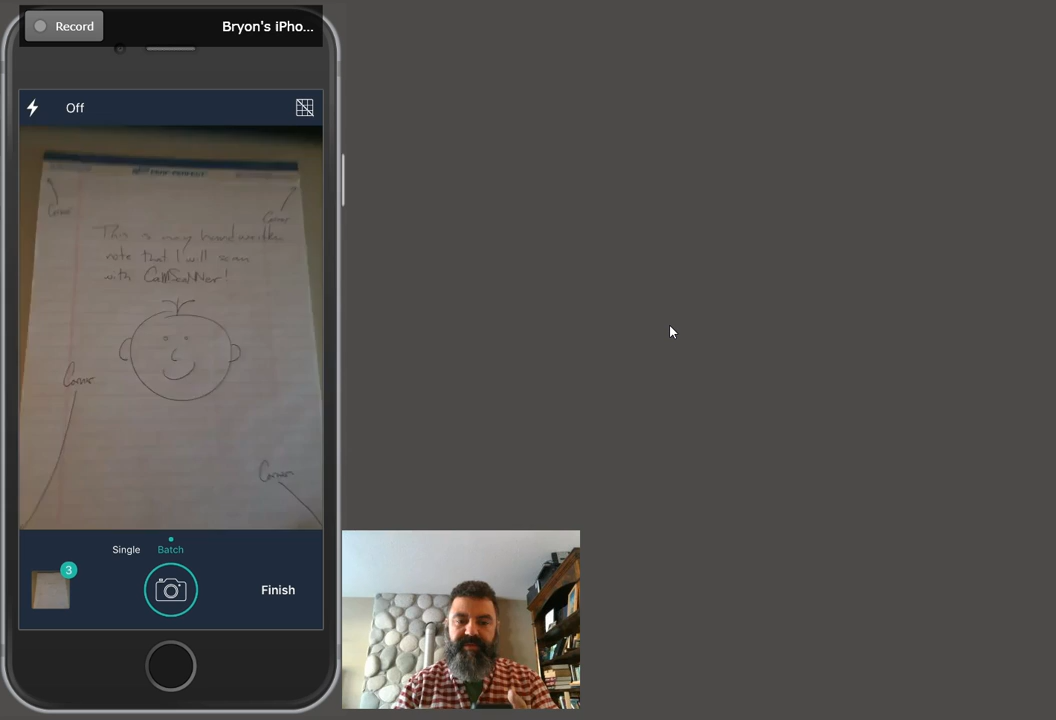 Record
Bryon's iPho...
Off
Corner
Corner
This is my handwritten
note that I will scan
with CamScanner!
Corner
Corner
Single
Batch
3
Finish